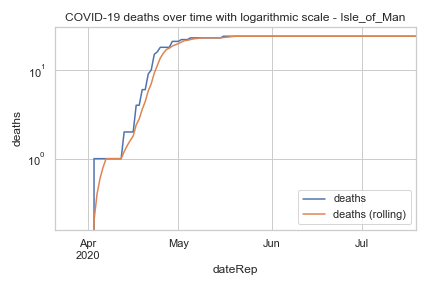 COVID-19 deaths over time with logarithmic scale - Isle_of_Man
deaths
10¹
10⁰
Apr
2020
May
Jun
Jul
dateRep
deaths
deaths (rolling)